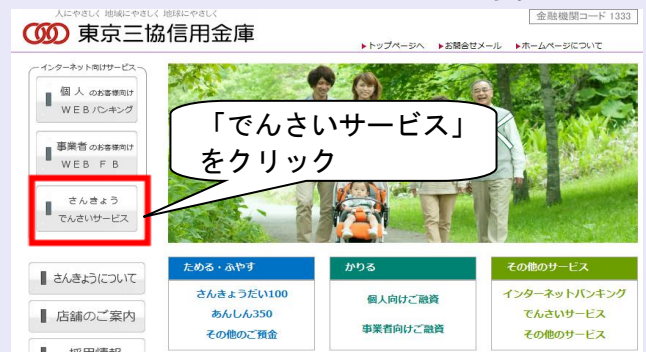 人にやさしく 地域にやさしく 地球にやさしく
金融機関コード 1333
東京三協信用金庫
▶トップページへ ▶お問合せメール ▶ホームページについて
インターネット向けサービス
個 人 のお客様向け
WEBバンキング
事業者 のお客様向け
WEB F B
さんきょう
でんさいサービス
「でんさいサービス」
をクリック
さんきょうについて
店舗のご案内
採用情報
ためる・ふやす
さんきょうだい100
あんしん350
その他のご預金
かりる
個人向けご融資
事業者向けご融資
その他のサービス
インターネットバンキング
でんさいサービス
その他のサービス